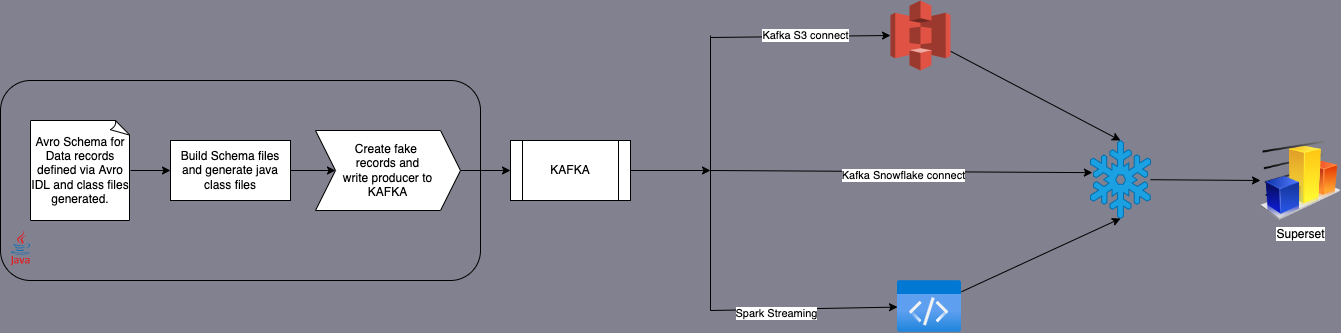 Avro Schema for
Data records
defined via Avro
IDL and class files
generated.
Build Schema files
and generate java
class files
Create fake
records and
write producer to
KAFKA
Java
KAFKA
Kafka S3 connect
Kafka Snowflake connect
Spark Streaming
</>
Superset